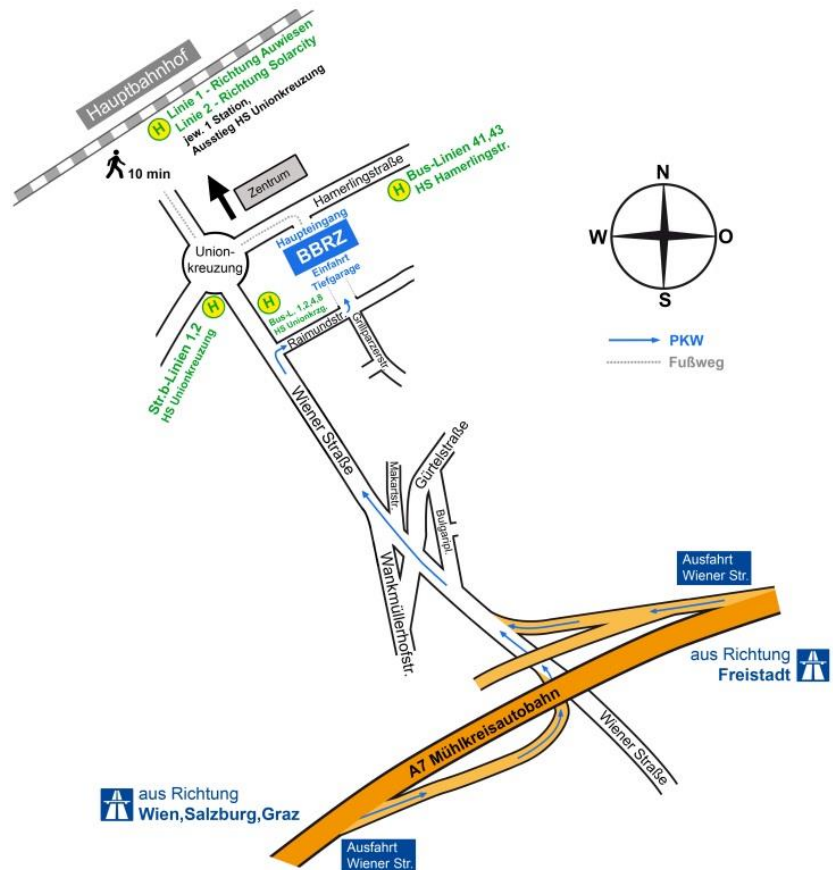 Hauptbahnhof
H
Linie 1 - Richtung Auwiesen
Linie 2 - Richtung Solarcity
jew. 1 Station,
Ausstieg HS Unionkreuzung
10 min
Zentrum
Hamerlingstraße
H
Bus-Linien 41,43
HS Hamerlingstr.
Union-
kreuzung
Haupteingang
BBRZ
Einfahrt
Tiefgarage
H
Bus-L. 1,2,4,8
HS Unionkrzg.
H
Str.b-Linien 1,2
HS Unionkreuzung
Raimundstr.
Grillparzerstr
Wiener Straße
N
W
O
S
PKW
Fußweg
Makartstr.
Gürtelstraße
Bulgaripl.
Wankmüllerhofstr.
Ausfahrt
Wiener Str.
aus Richtung
Freistadt
A7 Mühlkreisautobahn
Wiener Straße
aus Richtung
Wien,Salzburg,Graz
Ausfahrt
Wiener Str.